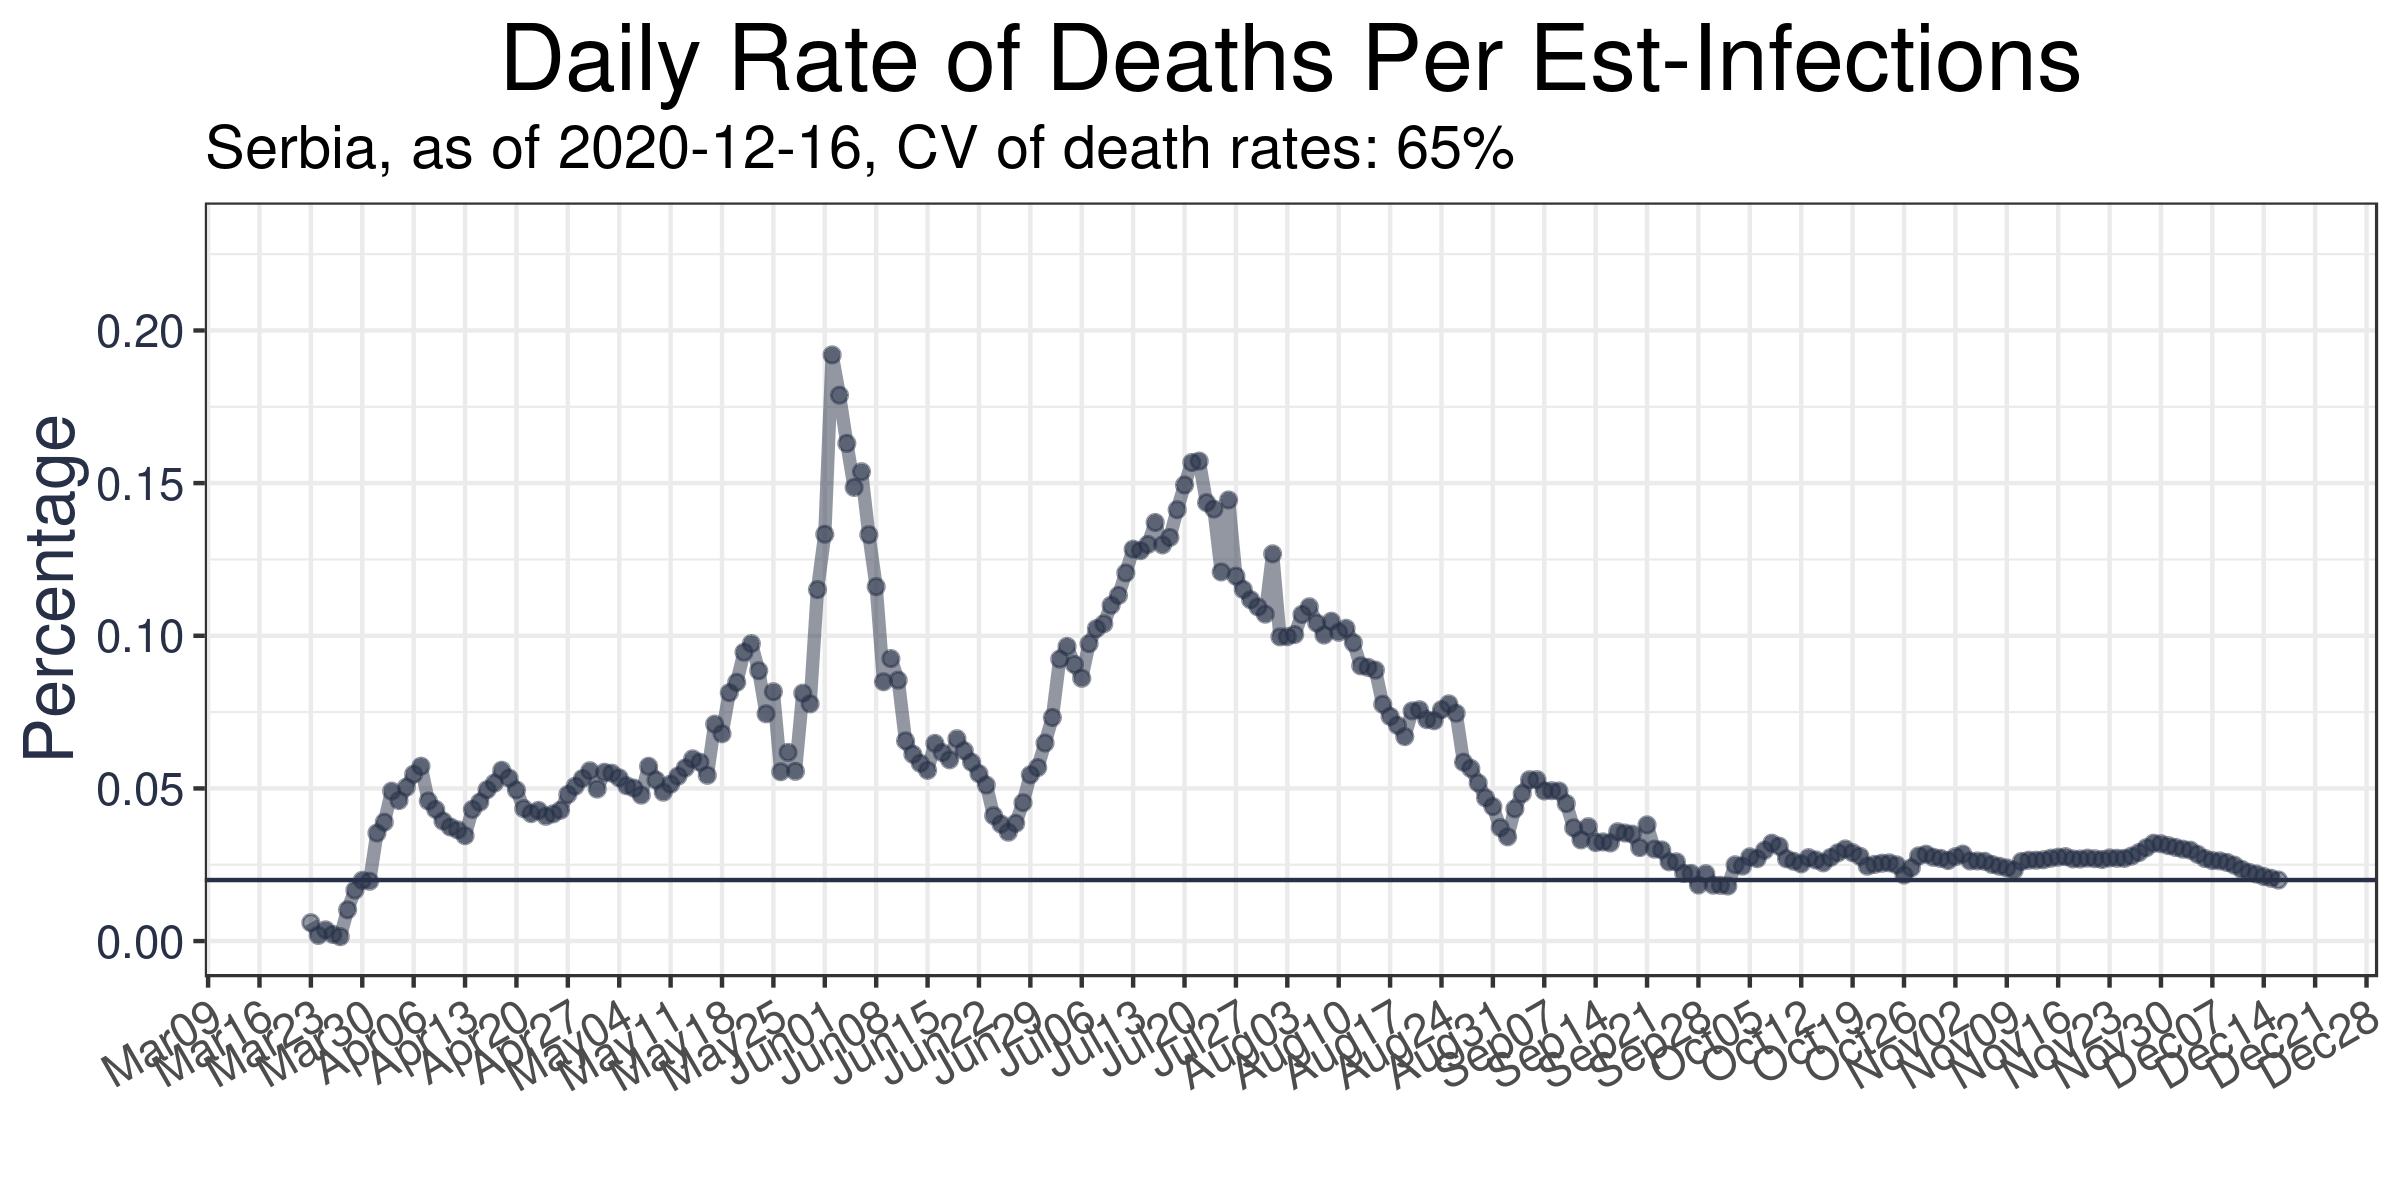 Daily Rate of Deaths Per Est-Infections
Serbia, as of 2020-12-16, CV of death rates: 65%
Percentage
0.20
0.15
0.10
0.05
0.00
Mar09
Mar16
Mar23
Mar30
Apr06
Apr13
Apr20
Apr27
May04
May11
May18
May25
Jun01
Jun08
Jun15
Jun22
Jun29
Jul06
Jul13
Jul20
Jul27
Aug03
Aug10
Aug17
Aug24
Aug31
Sep07
Sep14
Sep21
Sep28
Oct05
Oct12
Oct19
Oct26
Nov02
Nov09
Nov16
Nov23
Nov30
Dec07
Dec14
Dec21
Dec28